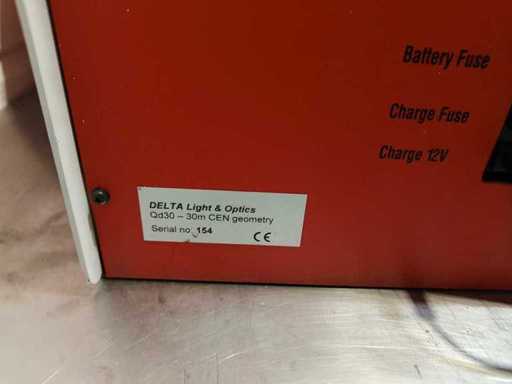 Battery Fuse
Charge Fuse
Charge 12V
DELTA Light & Optics
Qd30 – 30m CEN geometry
Serial no: 154
CE